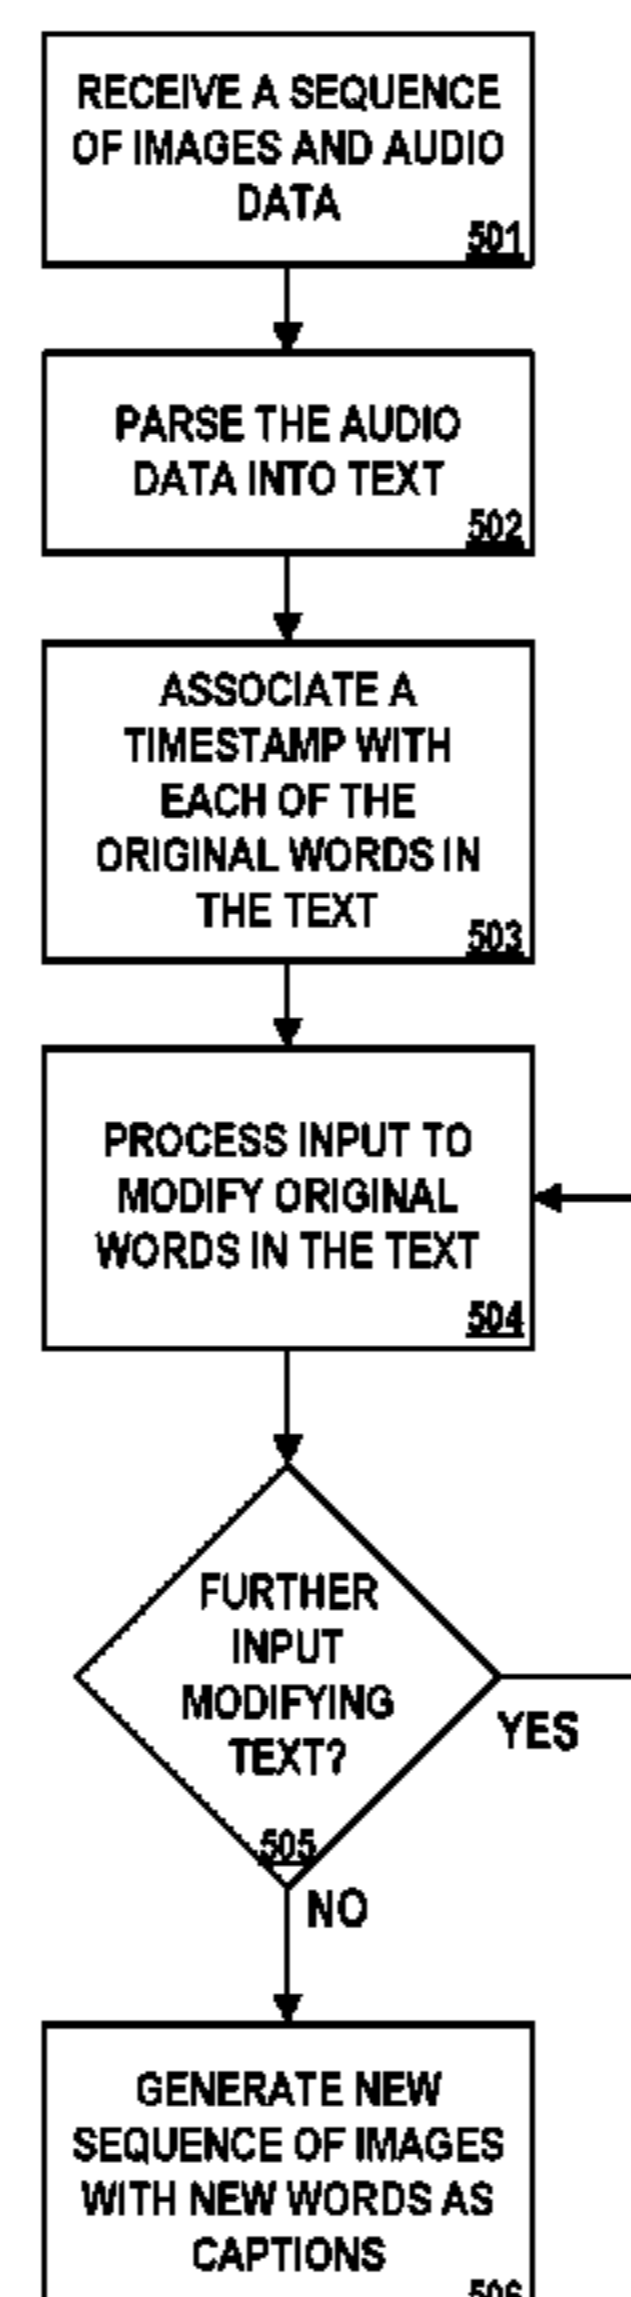 RECEIVE A SEQUENCE
OF IMAGES AND AUDIO
DATA
501
PARSE THE AUDIO
DATA INTO TEXT
502
ASSOCIATE A
TIMESTAMP WITH
EACH OF THE
ORIGINAL WORDS IN
THE TEXT
503
PROCESS INPUT TO
MODIFY ORIGINAL
WORDS IN THE TEXT
504
FURTHER
INPUT
MODIFYING
TEXT?
YES
505
NO
GENERATE NEW
SEQUENCE OF IMAGES
WITH NEW WORDS AS
CAPTIONS
506